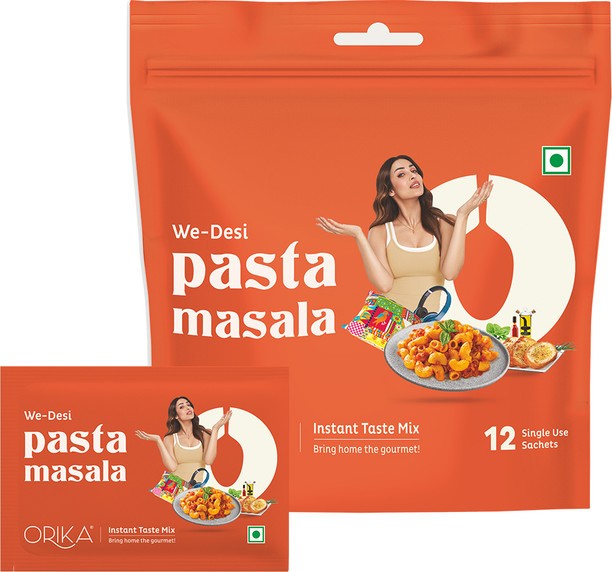 We-Desi
pasta
masala
Instant Taste Mix
Bring home the gourmet!
12
Single Use
Sachets
We-Desi
pasta
masala
ORIKA®
Instant Taste Mix
Bring home the gourmet!